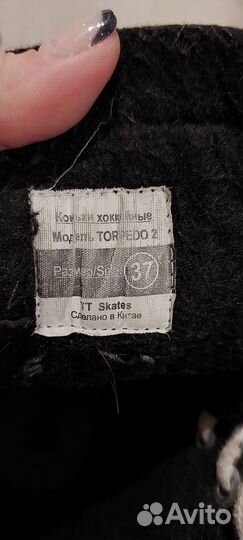 Коньки хоккейные
Модель TORPEDO 2
Размер/Size 37
TT Skates
Сделано в Китае
Avito